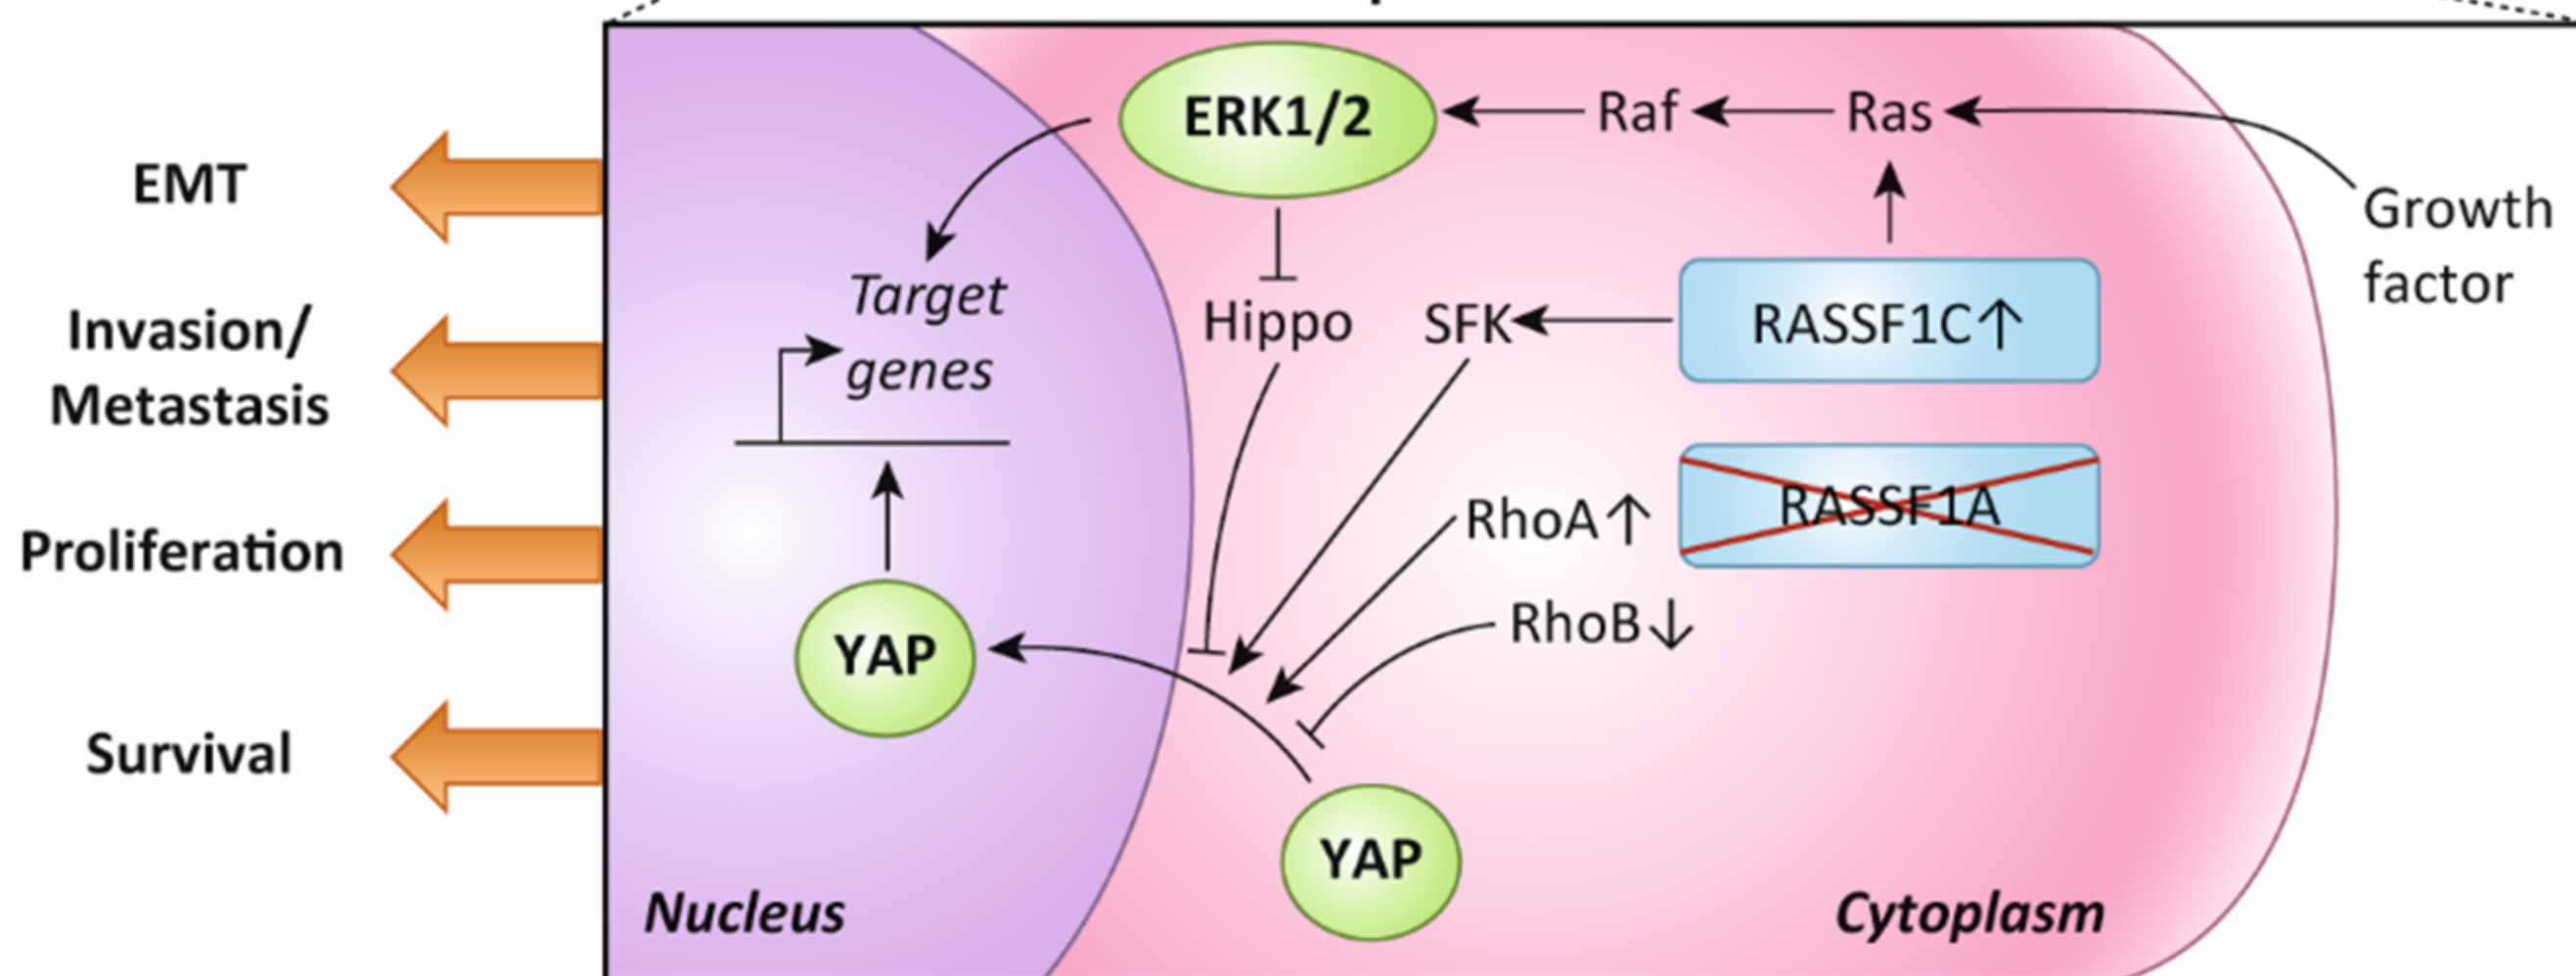 ERK1/2
Raf
Ras
Growth
factor
EMT
Invasion/
Metastasis
Proliferation
Survival
Target
genes
Hippo
SFK
RASSF1C↑
RASSF1A
RhoA↑
RhoB↓
YAP
YAP
Nucleus
Cytoplasm